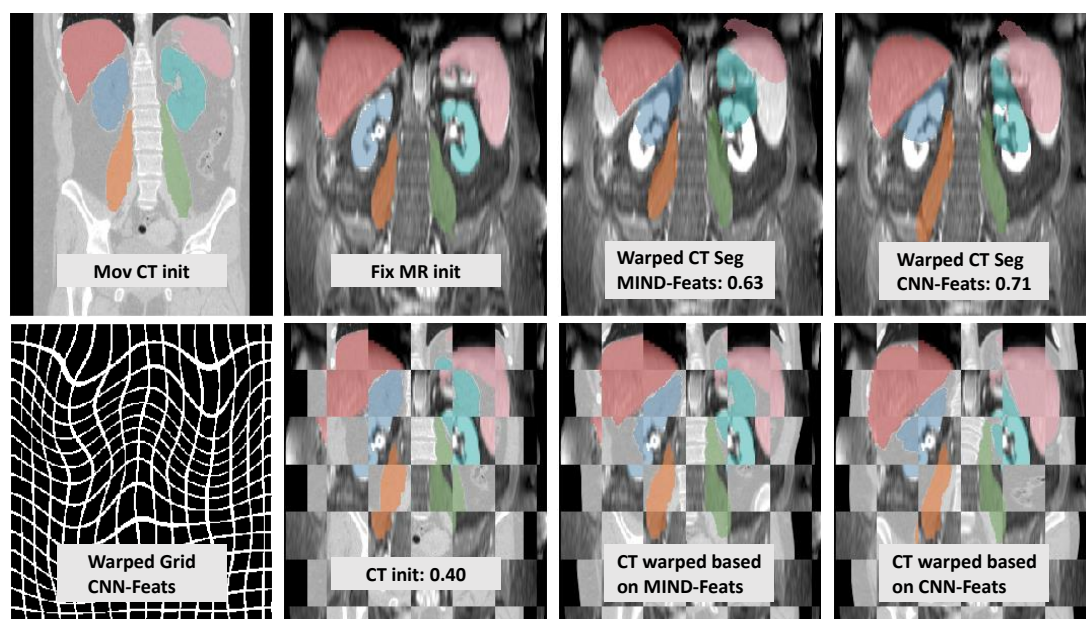 Mov CT init
Fix MR init
Warped CT Seg
MIND-Feats: 0.63
Warped CT Seg
CNN-Feats: 0.71
Warped Grid
CNN-Feats
CT init: 0.40
CT warped based
on MIND-Feats
CT warped based
on CNN-Feats